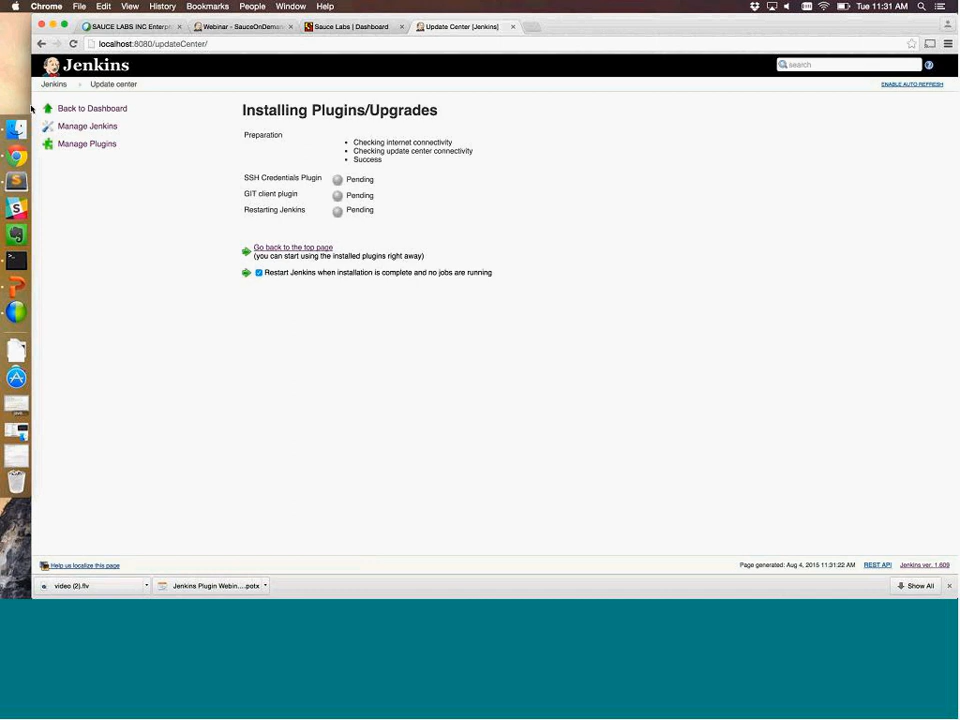 Chrome File Edit View History Bookmarks People Window Help Tue 11:31 AM
SAUCE LABS INC Enterp Webinar - SauceOnDeman Sauce Labs | Dashboard Update Center [Jenkins]
localhost:8080/updateCenter/
Jenkins search
Jenkins Update center ENABLE AUTO REFRESH
Back to Dashboard
Manage Jenkins
Manage Plugins
Installing Plugins/Upgrades
Preparation
Checking internet connectivity
Checking update center connectivity
Success
SSH Credentials Plugin Pending
GIT client plugin Pending
Restarting Jenkins Pending
Go back to the top page
(you can start using the installed plugins right away)
Restart Jenkins when installation is complete and no jobs are running
Help us localize this page Page generated: Aug 4, 2015 11:31:22 AM REST API Jenkins ver. 1.609
video (2).flv Jenkins Plugin Webin....potx Show All